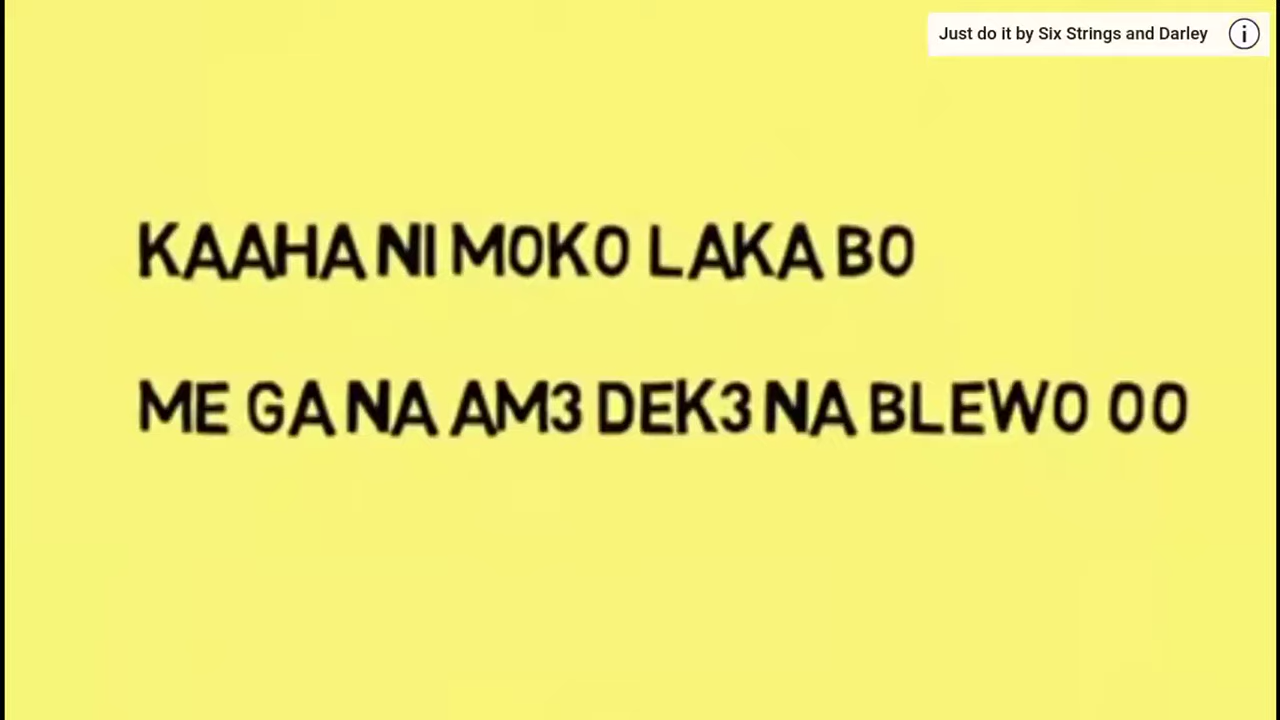 Just do it by Six Strings and Darley
KAAHA NI MOKO LAKA BO
ME GA NA AM3 DEK3 NA BLEWO OO